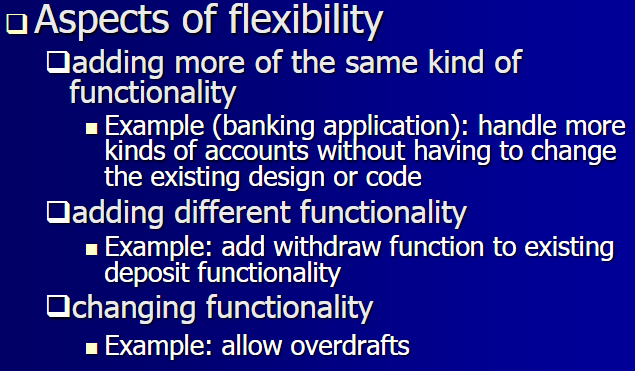 Aspects of flexibility
adding more of the same kind of
functionality
Example (banking application): handle more
kinds of accounts without having to change
the existing design or code
adding different functionality
Example: add withdraw function to existing
deposit functionality
changing functionality
Example: allow overdrafts